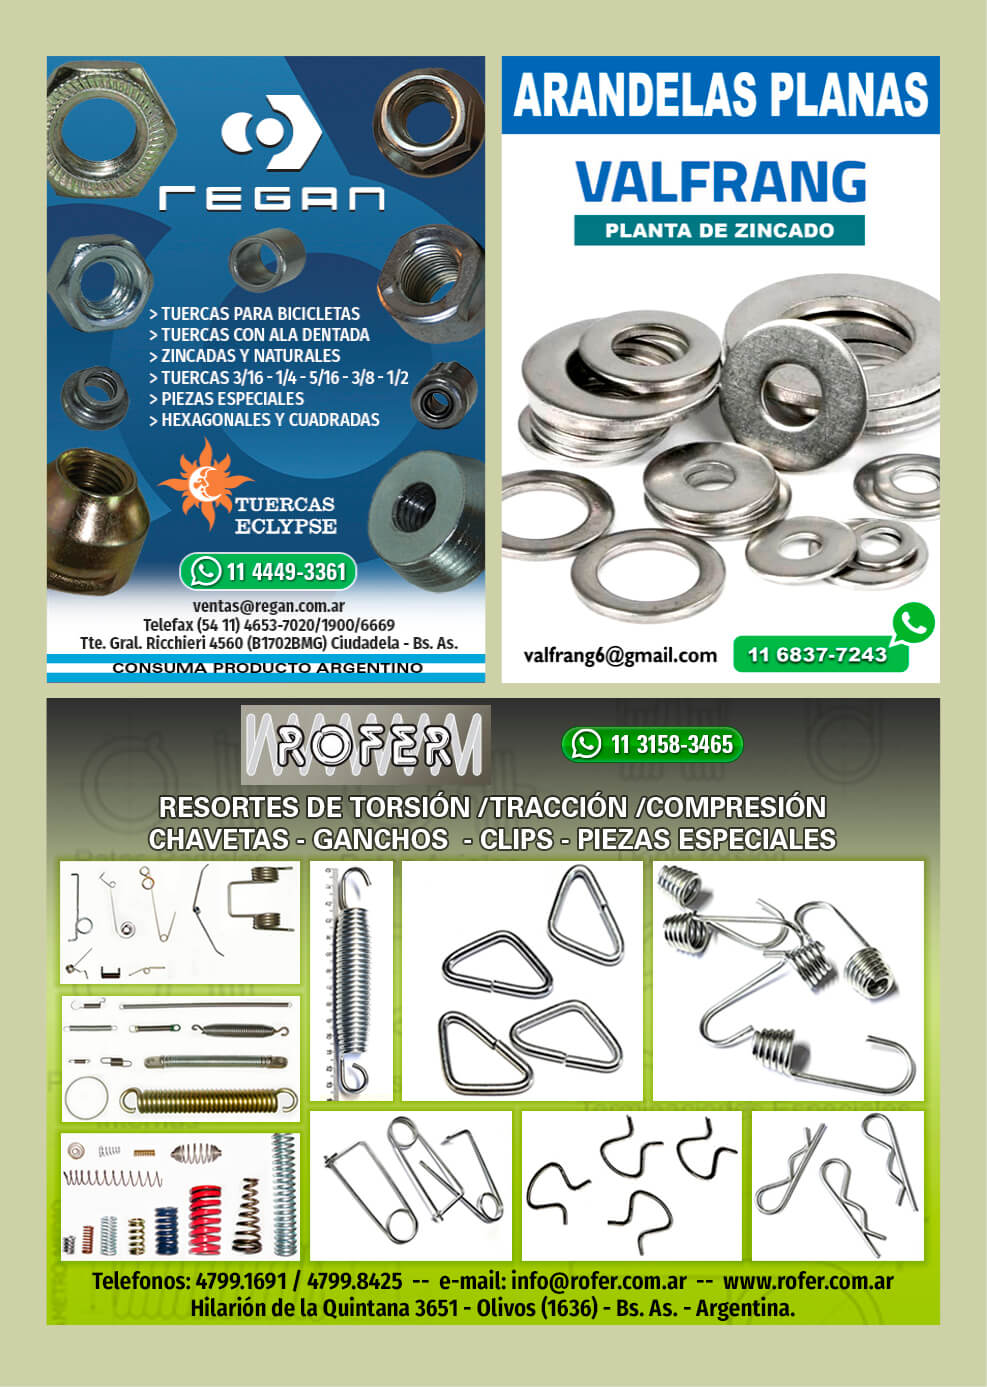 REGAN
> TUERCAS PARA BICICLETAS
> TUERCAS CON ALA DENTADA
> ZINCADAS Y NATURALES
> TUERCAS 3/16 - 1/4 - 5/16 - 3/8 - 1/2
> PIEZAS ESPECIALES
> HEXAGONALES Y CUADRADAS
TUERCAS
ECLYPSE
11 4449-3361
ventas@regan.com.ar
Telefax (54 11) 4653-7020/1900/6669
Tte. Gral. Ricchieri 4560 (B1702BMG) Ciudadela - Bs. As.
CONSUMA PRODUCTO ARGENTINO
ARANDELAS PLANAS
VALFRANG
PLANTA DE ZINCADO
valfrang6@gmail.com
11 6837-7243
ROFER
11 3158-3465
RESORTES DE TORSIÓN /TRACCIÓN /COMPRESIÓN
CHAVETAS - GANCHOS - CLIPS - PIEZAS ESPECIALES
Telefonos: 4799.1691 / 4799.8425 -- e-mail: info@rofer.com.ar -- www.rofer.com.ar
Hilarión de la Quintana 3651 - Olivos (1636) - Bs. As. - Argentina.